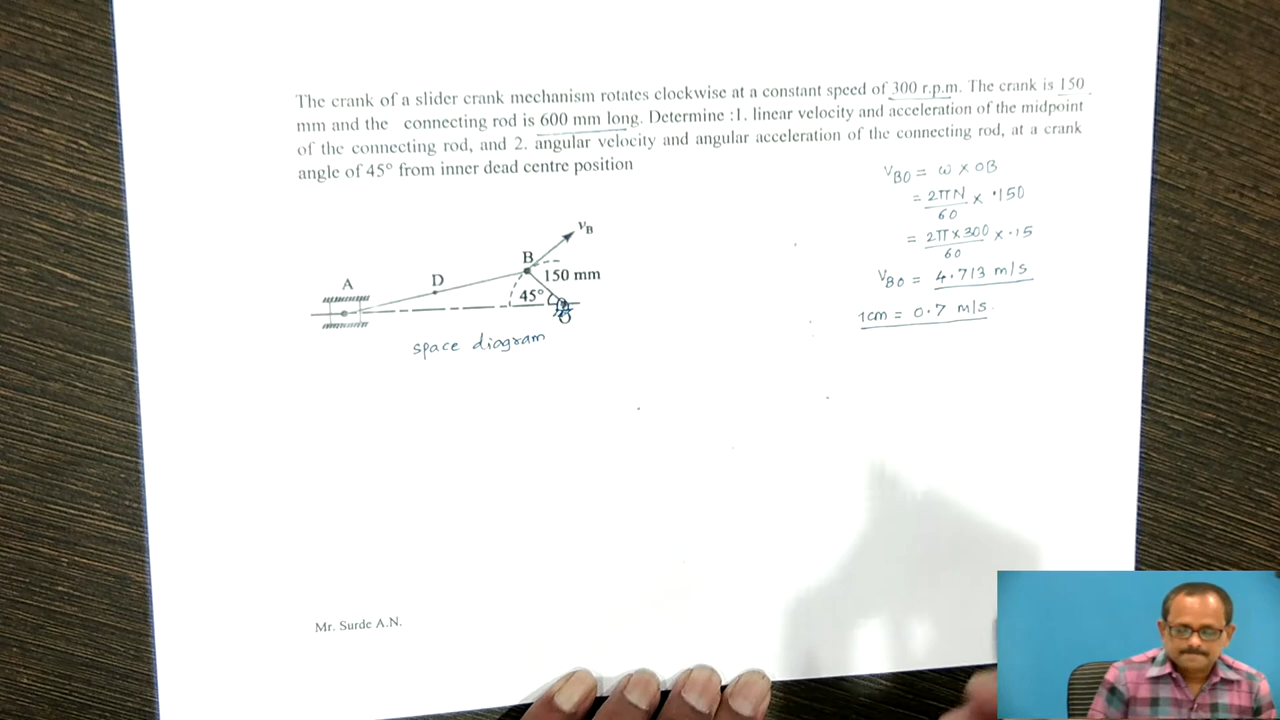 The crank of a slider crank mechanism rotates clockwise at a constant speed of 300 r.p.m. The crank is 150
mm and the connecting rod is 600 mm long. Determine :1. linear velocity and acceleration of the midpoint
of the connecting rod, and 2. angular velocity and angular acceleration of the connecting rod, at a crank
angle of 45° from inner dead centre position
V_BO = ω × OB
= 2πN/60 × ·150
= 2π×300/60 × ·15
V_BO = 4.713 m/s
1cm = 0.7 m/s.
v_B
B
150 mm
D
A
45°
O
space diagram
Mr. Surde A.N.